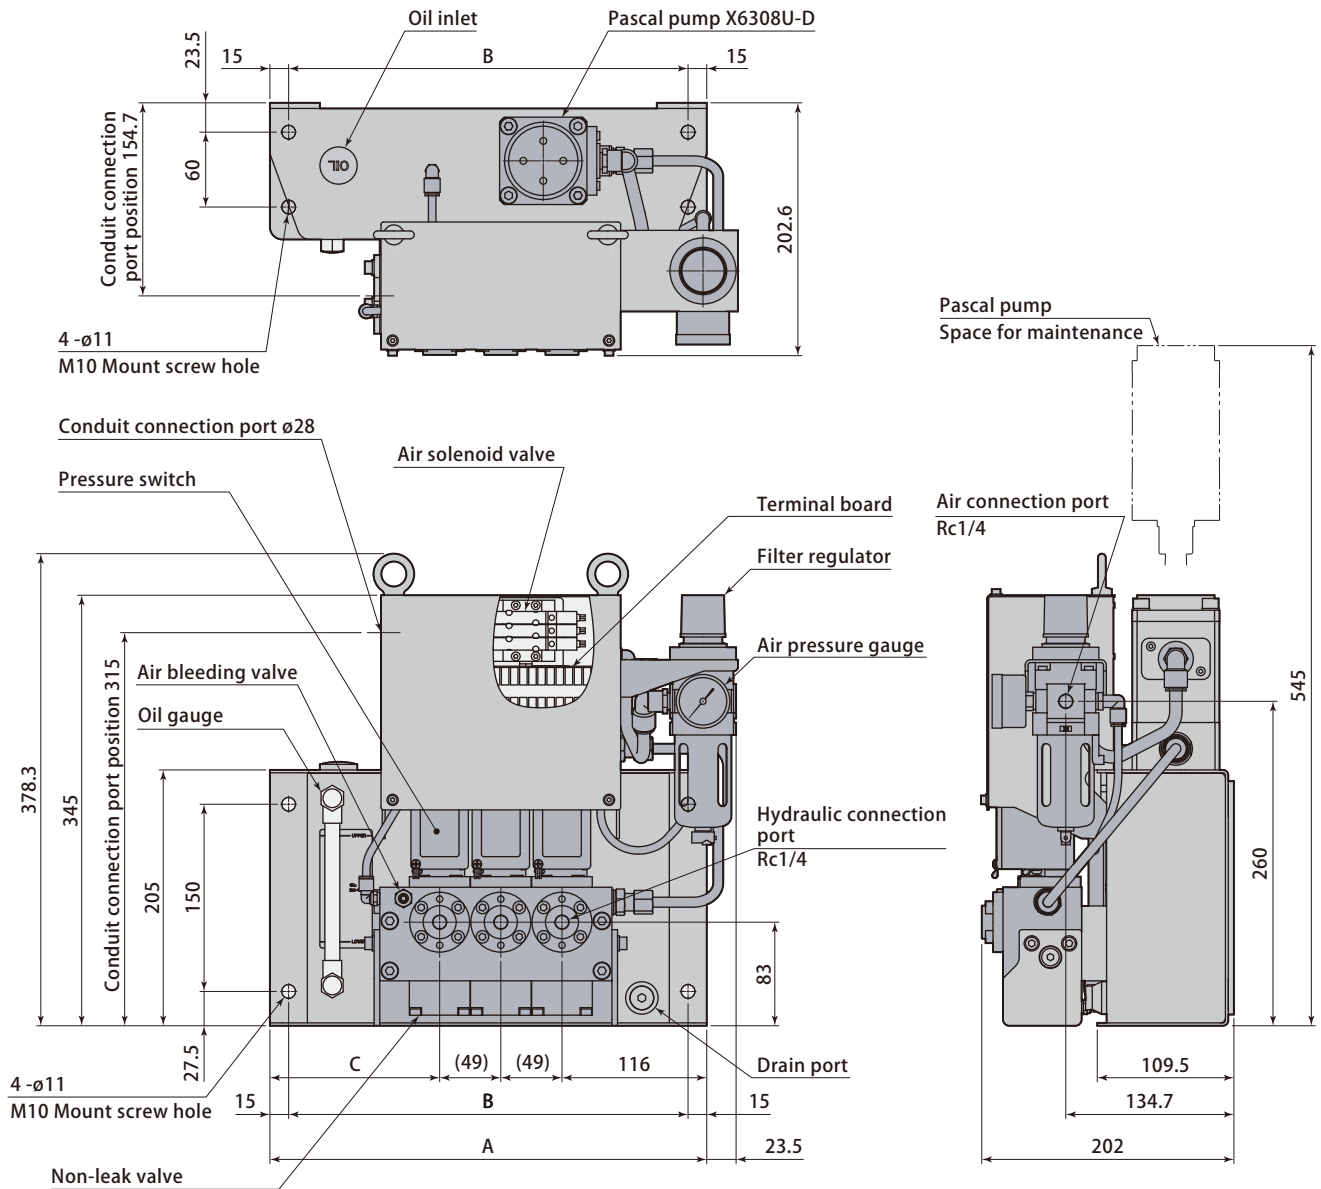 Oil inlet
Pascal pump X6308U-D
23.5
15
B
15
Conduit connection
port position 154.7
60
OIL
202.6
4 -ø11
M10 Mount screw hole
Pascal pump
Space for maintenance
Conduit connection port ø28
Air solenoid valve
Pressure switch
Terminal board
Air connection port
Rc1/4
Filter regulator
Air pressure gauge
Air bleeding valve
Oil gauge
378.3
345
Conduit connection port position 315
205
150
UPPER
LOWER
Hydraulic connection
port
Rc1/4
545
260
83
27.5
C
(49)
(49)
116
Drain port
109.5
4 -ø11
M10 Mount screw hole
15
B
15
134.7
A
23.5
202
Non-leak valve